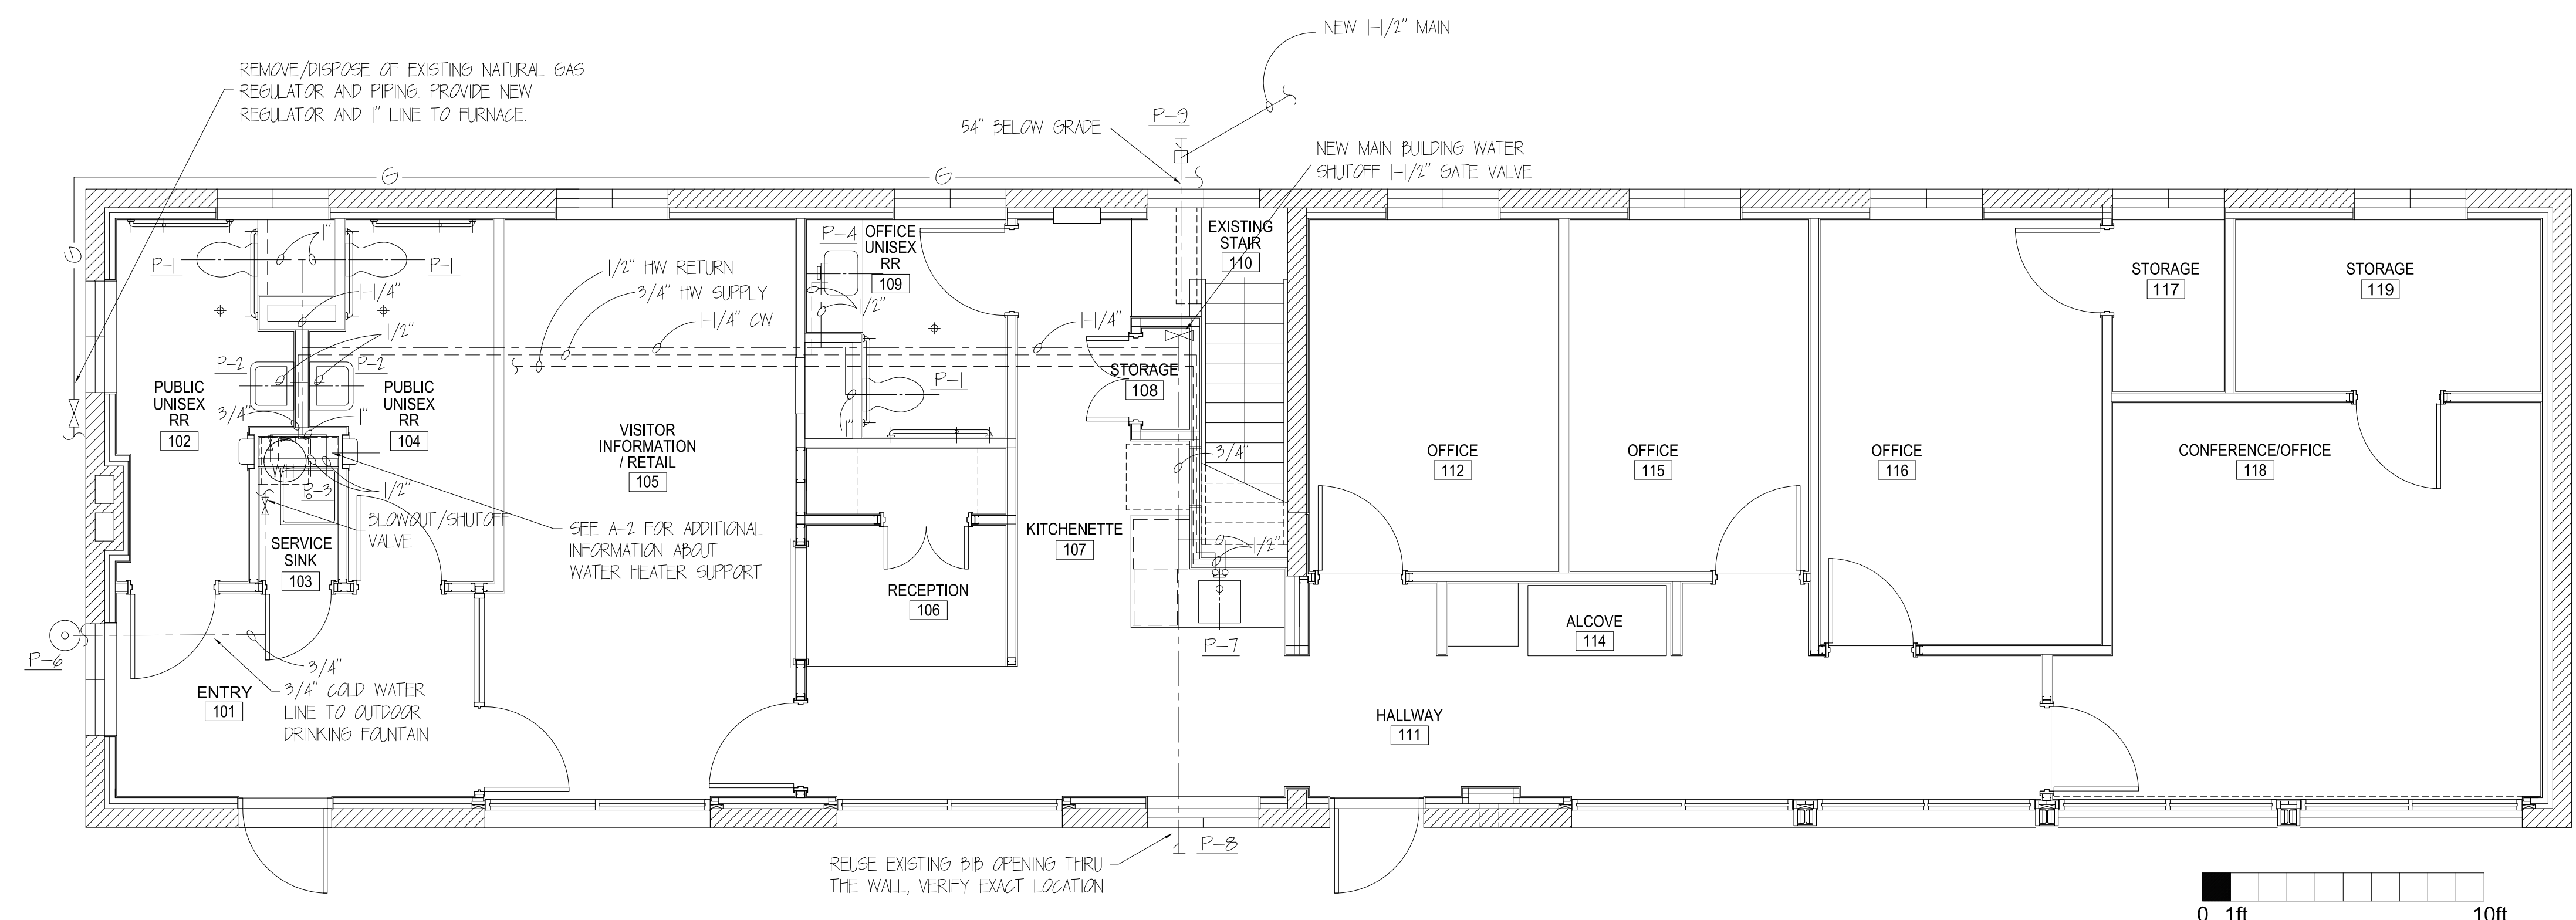 NEW 1-1/2" MAIN
REMOVE/DISPOSE OF EXISTING NATURAL GAS
REGULATOR AND PIPING. PROVIDE NEW
REGULATOR AND 1" LINE TO FURNACE.
54" BELOW GRADE
P-9
NEW MAIN BUILDING WATER
SHUTOFF 1-1/2" GATE VALVE
G
G
G
P-1
1"
P-1
1-1/4"
1/2"
P-2
P-2
PUBLIC
UNISEX
RR
102
PUBLIC
UNISEX
RR
104
3/4"
1"
WH
P-3
1/2"
BLOWOUT/SHUTOFF
VALVE
SERVICE
SINK
103
SEE A-2 FOR ADDITIONAL
INFORMATION ABOUT
WATER HEATER SUPPORT
P-6
3/4"
3/4" COLD WATER
LINE TO OUTDOOR
DRINKING FOUNTAIN
ENTRY
101
1/2" HW RETURN
3/4" HW SUPPLY
1-1/4" CW
VISITOR
INFORMATION
/ RETAIL
105
P-4
OFFICE
UNISEX
RR
109
1/2"
1-1/4"
P-1
1"
RECEPTION
106
KITCHENETTE
107
STORAGE
108
EXISTING
STAIR
110
3/4"
1/2"
P-7
REUSE EXISTING BIB OPENING THRU
THE WALL, VERIFY EXACT LOCATION
P-8
OFFICE
112
OFFICE
115
OFFICE
116
STORAGE
117
STORAGE
119
CONFERENCE/OFFICE
118
ALCOVE
114
HALLWAY
111
0 1ft 10ft